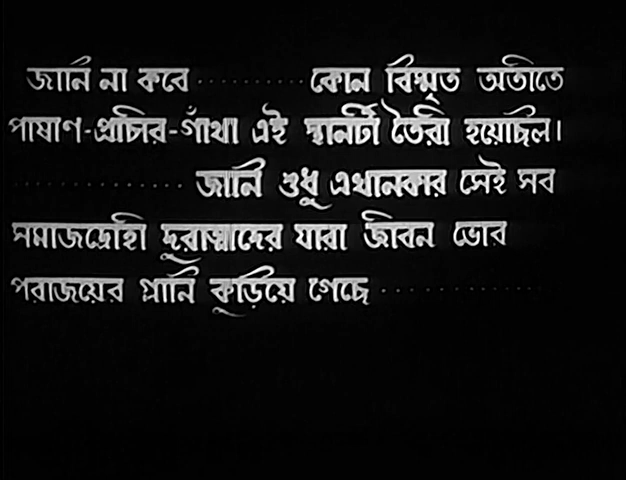 জানি না কবে .......... কোন বিস্মৃত অতীতে
পাষাণ-প্রাচীর-গাঁথা এই স্থানটী তৈরী হয়েছিল।
............... জানি শুধু এখানকার সেই সব
সমাজদ্রোহী দুরাত্মাদের যারা জীবন ভোর
পরাজয়ের গ্লানি কুড়িয়ে গেছে ..............